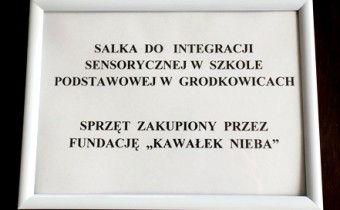 SALKA DO INTEGRACJI
SENSORYCZNEJ W SZKOLE
PODSTAWOWEJ W GRODKOWICACH
SPRZĘT ZAKUPIONY PRZEZ
FUNDACJĘ „KAWAŁEK NIEBA”